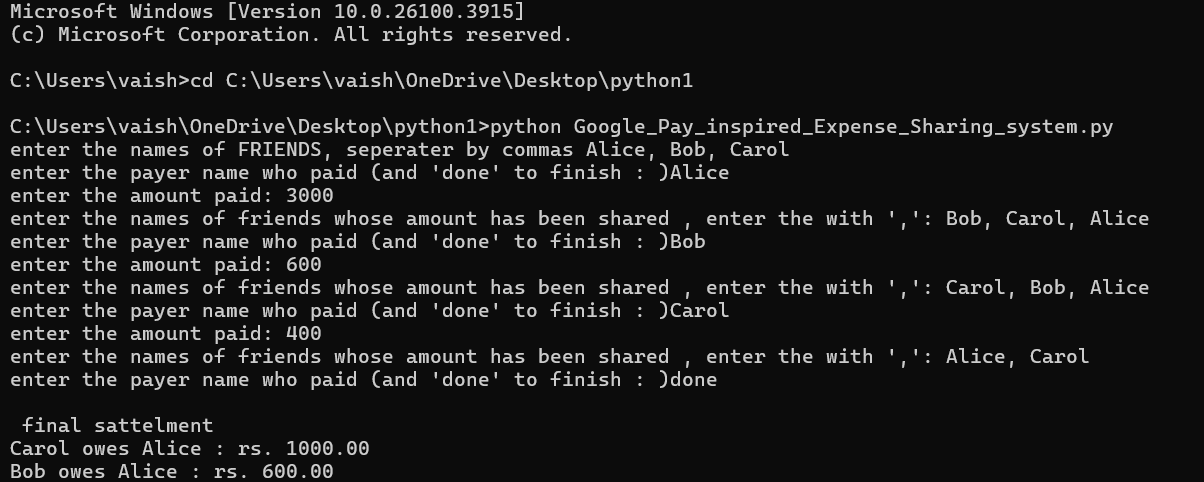 Microsoft Windows [Version 10.0.26100.3915]
(c) Microsoft Corporation. All rights reserved.
C:\Users\vaish>cd C:\Users\vaish\OneDrive\Desktop\python1
C:\Users\vaish\OneDrive\Desktop\python1>python Google_Pay_inspired_Expense_Sharing_system.py
enter the names of FRIENDS, seperater by commas Alice, Bob, Carol
enter the payer name who paid (and 'done' to finish : )Alice
enter the amount paid: 3000
enter the names of friends whose amount has been shared , enter the with ',': Bob, Carol, Alice
enter the payer name who paid (and 'done' to finish : )Bob
enter the amount paid: 600
enter the names of friends whose amount has been shared , enter the with ',': Carol, Bob, Alice
enter the payer name who paid (and 'done' to finish : )Carol
enter the amount paid: 400
enter the names of friends whose amount has been shared , enter the with ',': Alice, Carol
enter the payer name who paid (and 'done' to finish : )done
final sattelment
Carol owes Alice : rs. 1000.00
Bob owes Alice : rs. 600.00